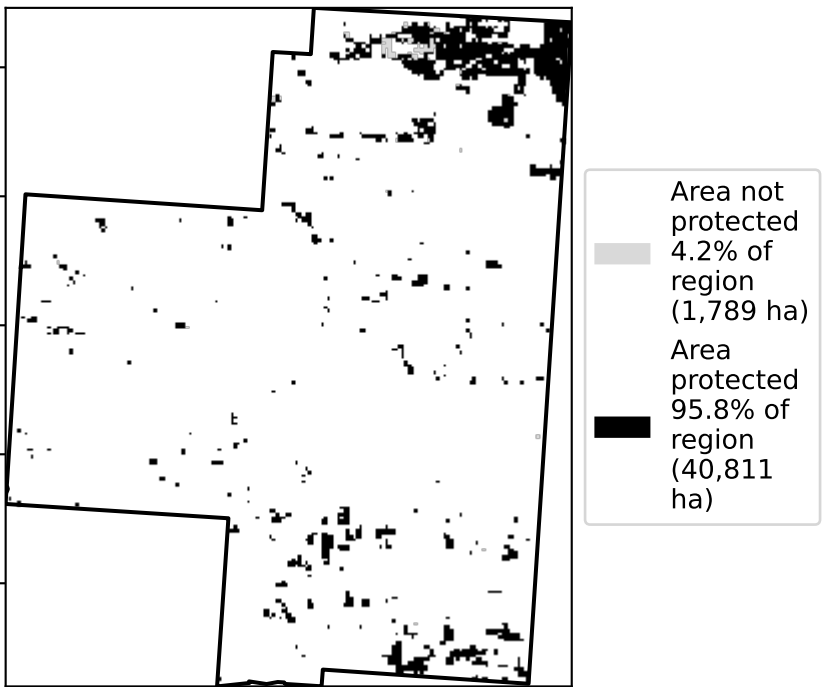 Area not
protected
4.2% of
region
(1,789 ha)
Area
protected
95.8% of
region
(40,811
ha)